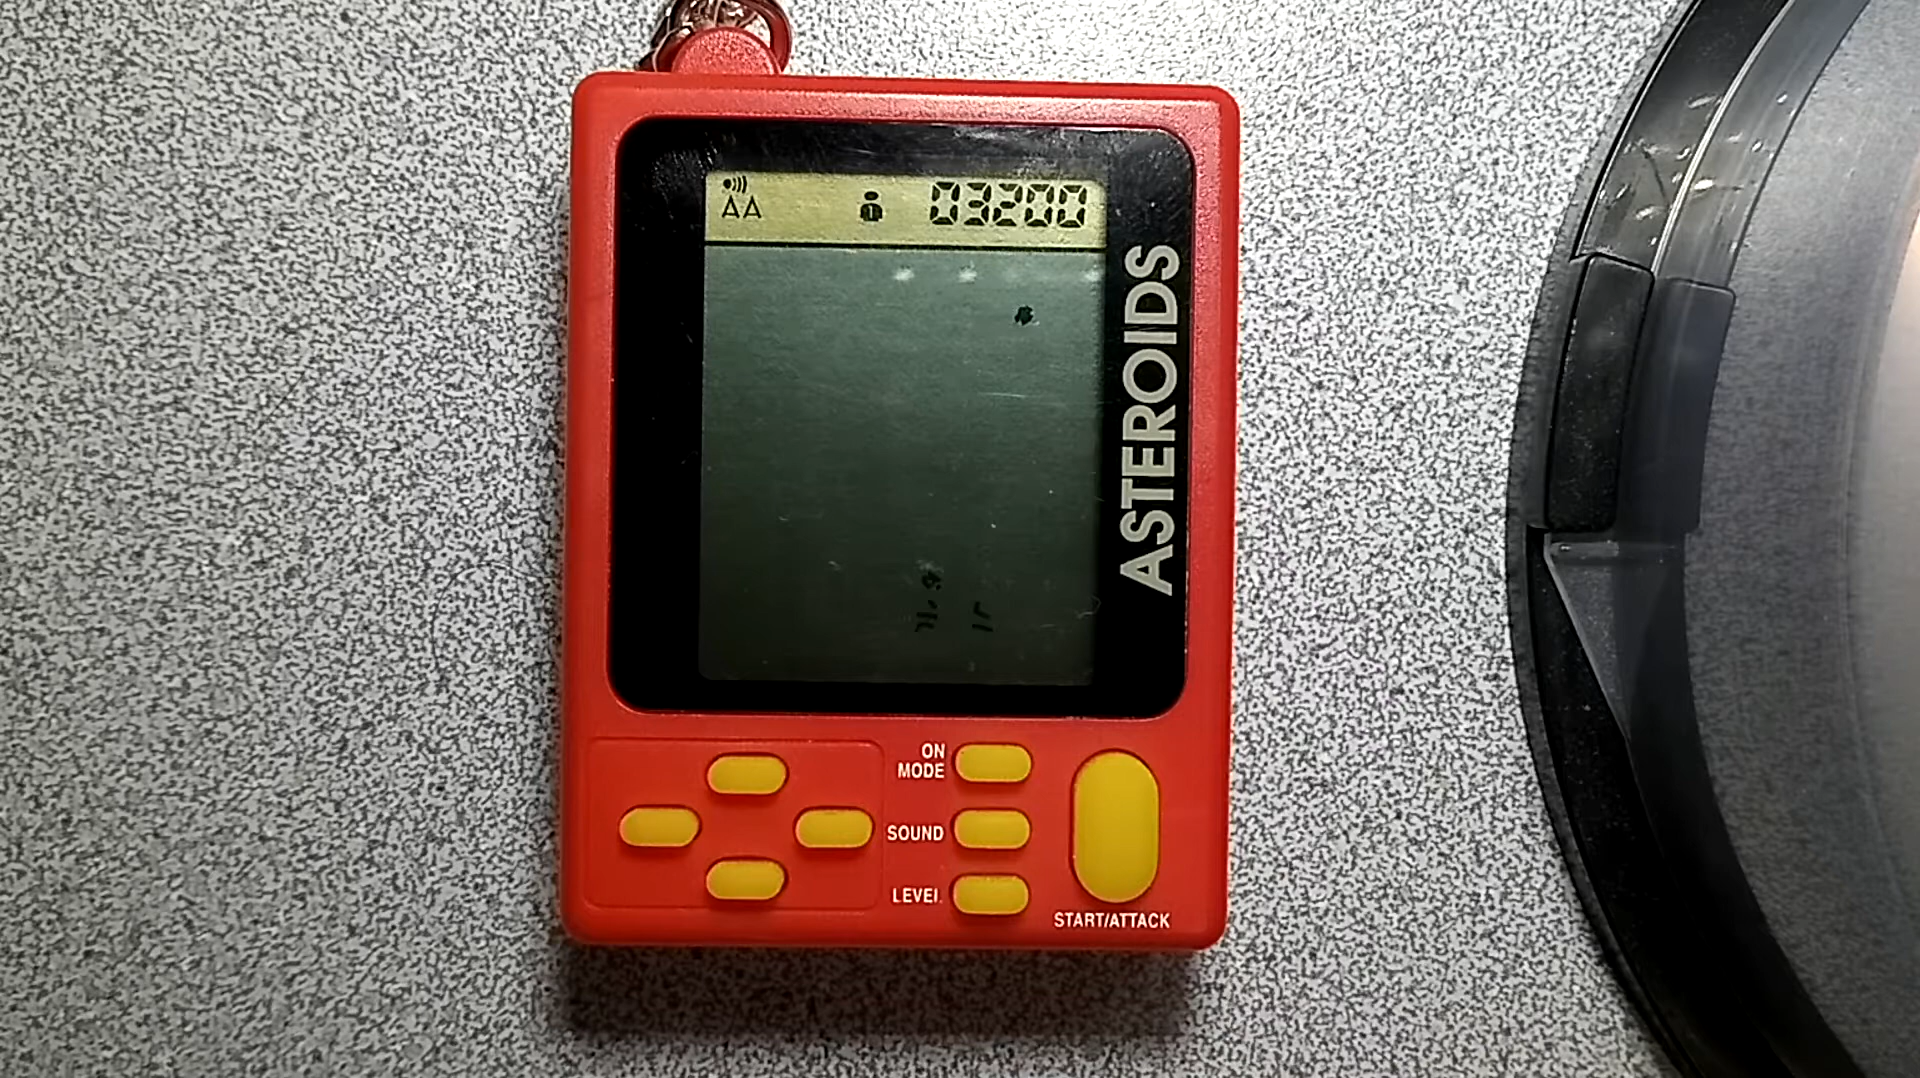 03200
ASTEROIDS
ON
MODE
SOUND
LEVEL
START/ATTACK